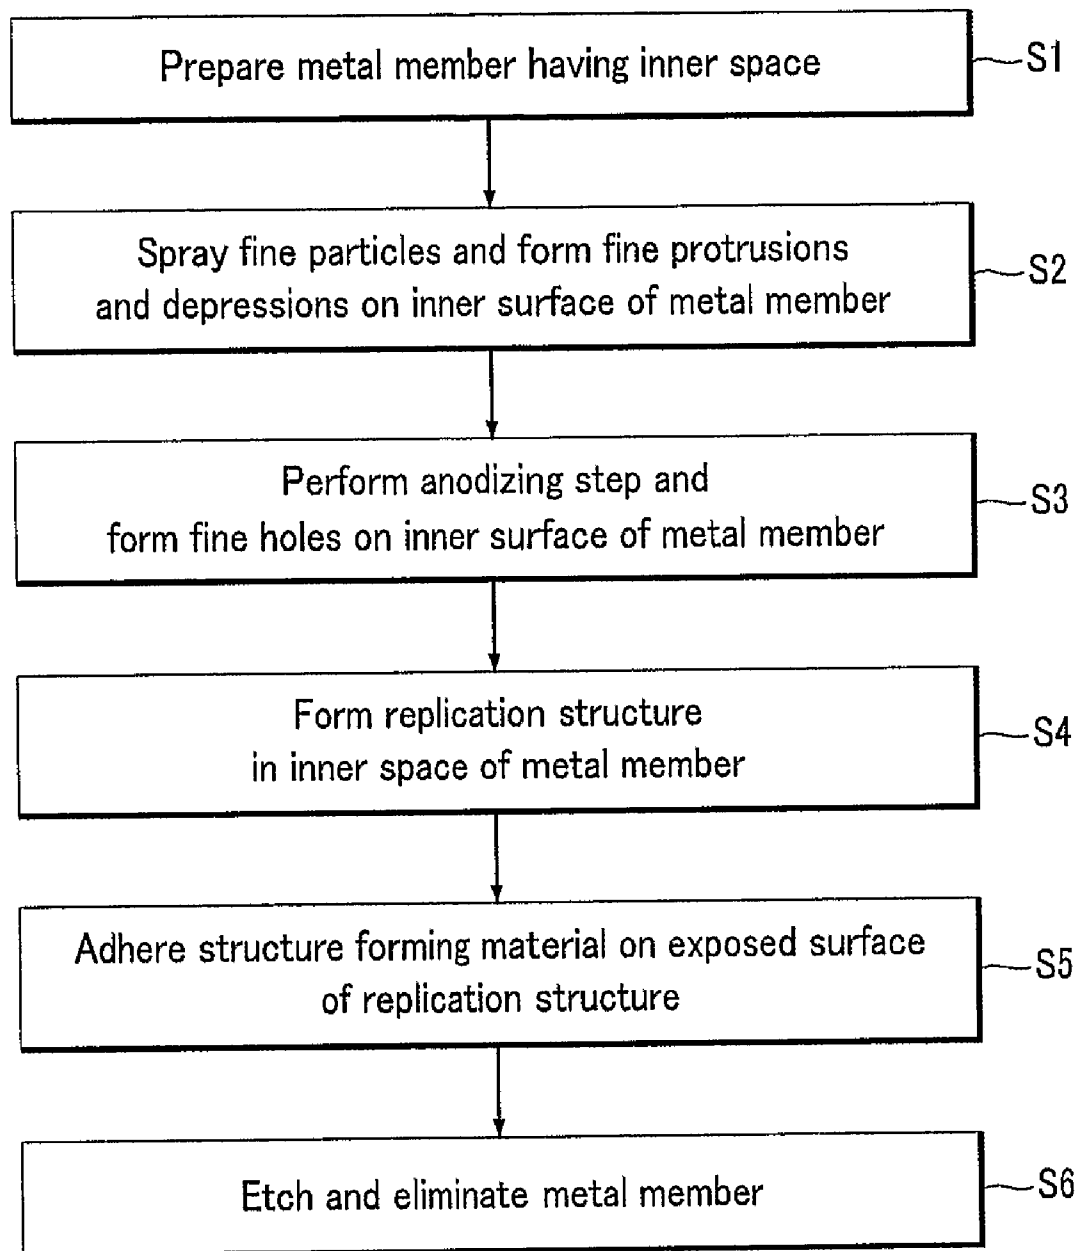 Prepare metal member having inner space
S1
Spray fine particles and form fine protrusions
and depressions on inner surface of metal member
S2
Perform anodizing step and
form fine holes on inner surface of metal member
S3
Form replication structure
in inner space of metal member
S4
Adhere structure forming material on exposed surface
of replication structure
S5
Etch and eliminate metal member
S6